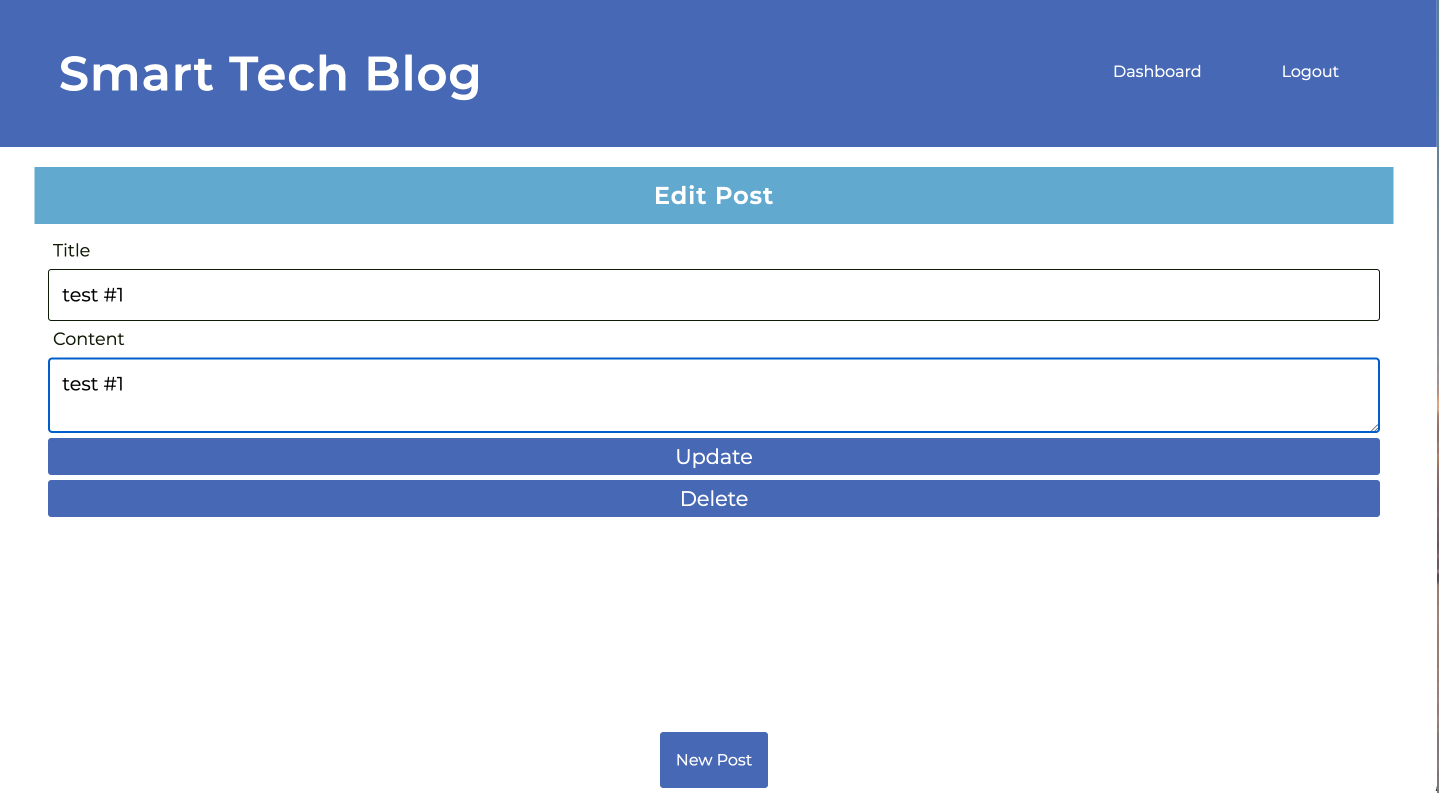 Smart Tech Blog
Dashboard Logout
Edit Post
Title
test #1
Content
test #1
Update
Delete
New Post